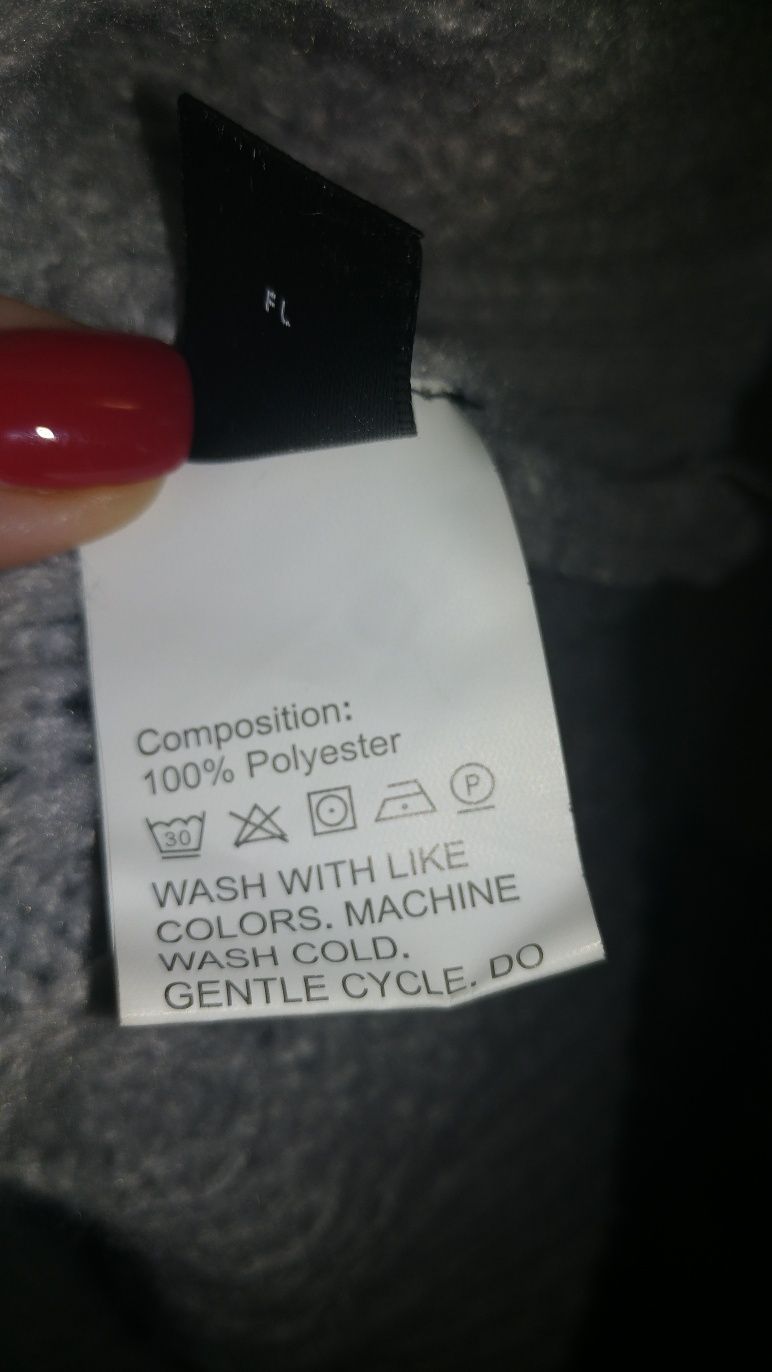 FL
Composition:
100% Polyester
30 P
WASH WITH LIKE
COLORS. MACHINE
WASH COLD.
GENTLE CYCLE. DO